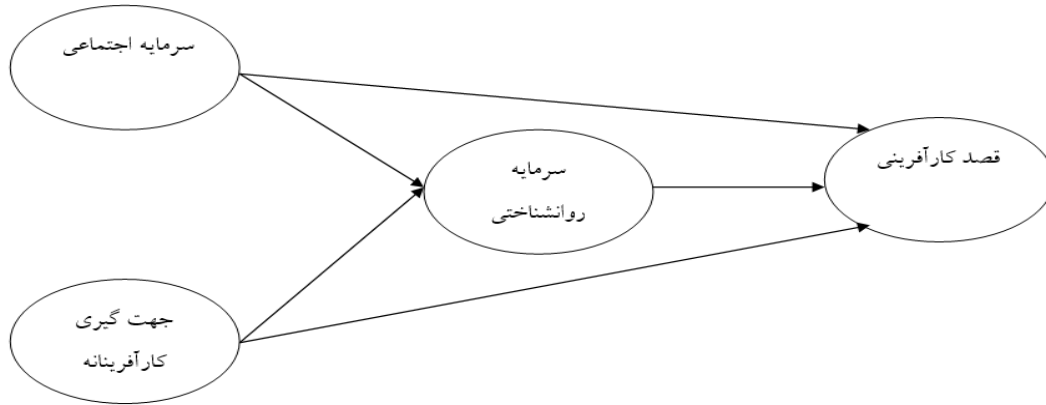 سرمایه اجتماعی
قصد کارآفرینی
سرمایه
روانشناختی
جهت گیری
کارآفرینانه